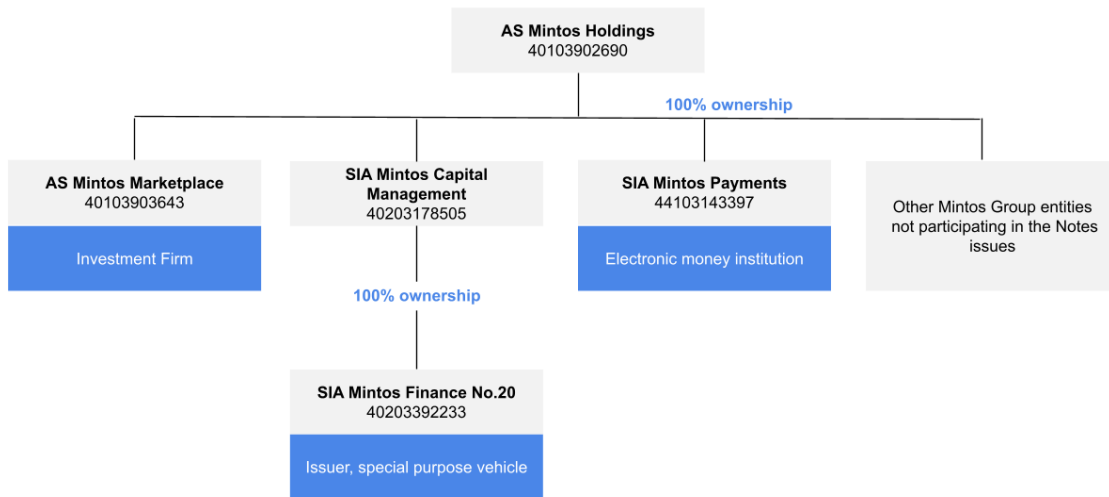 AS Mintos Holdings
40103902690
100% ownership
AS Mintos Marketplace
40103903643
Investment Firm
SIA Mintos Capital
Management
40203178505
SIA Mintos Payments
44103143397
Electronic money institution
Other Mintos Group entities
not participating in the Notes
issues
100% ownership
SIA Mintos Finance No.20
40203392233
Issuer, special purpose vehicle